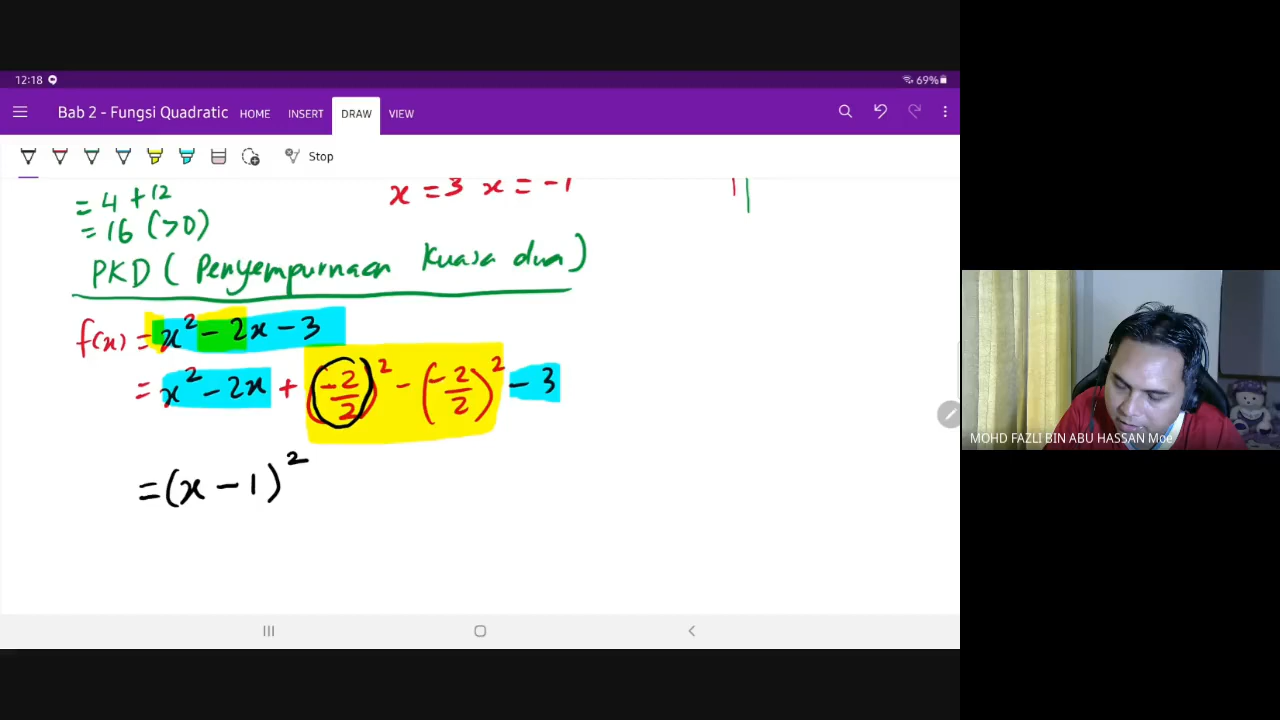 12:18 69%
Bab 2 - Fungsi Quadratic HOME INSERT DRAW VIEW
Stop
= 4 + 12 x = 3 x = -1
= 16 (>0)
PKD (Penyempurnaan Kuasa dua)
f(x) = x² - 2x - 3
= x² - 2x + (-2/2)² - (-2/2)² - 3
= (x - 1)²
MOHD FAZLI BIN ABU HASSAN Moe